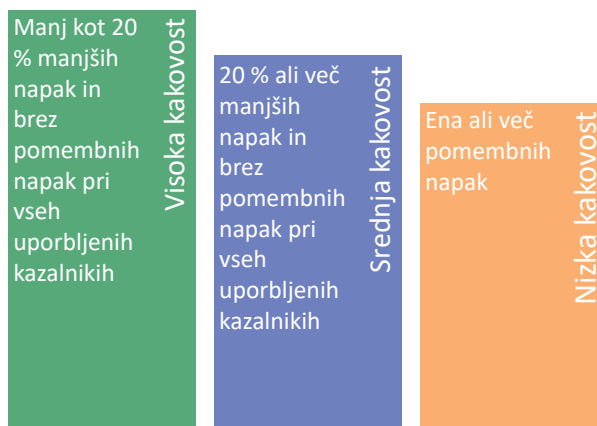 Manj kot 20
% manjših
napak in
brez
pomembnih
napak pri
vseh
uporbljenih
kazalnikih
Visoka kakovost
20 % ali več
manjših
napak in
brez
pomembnih
napak pri
vseh
uporbljenih
kazalnikih
Srednja kakovost
Ena ali več
pomembnih
napak
Nizka kakovost